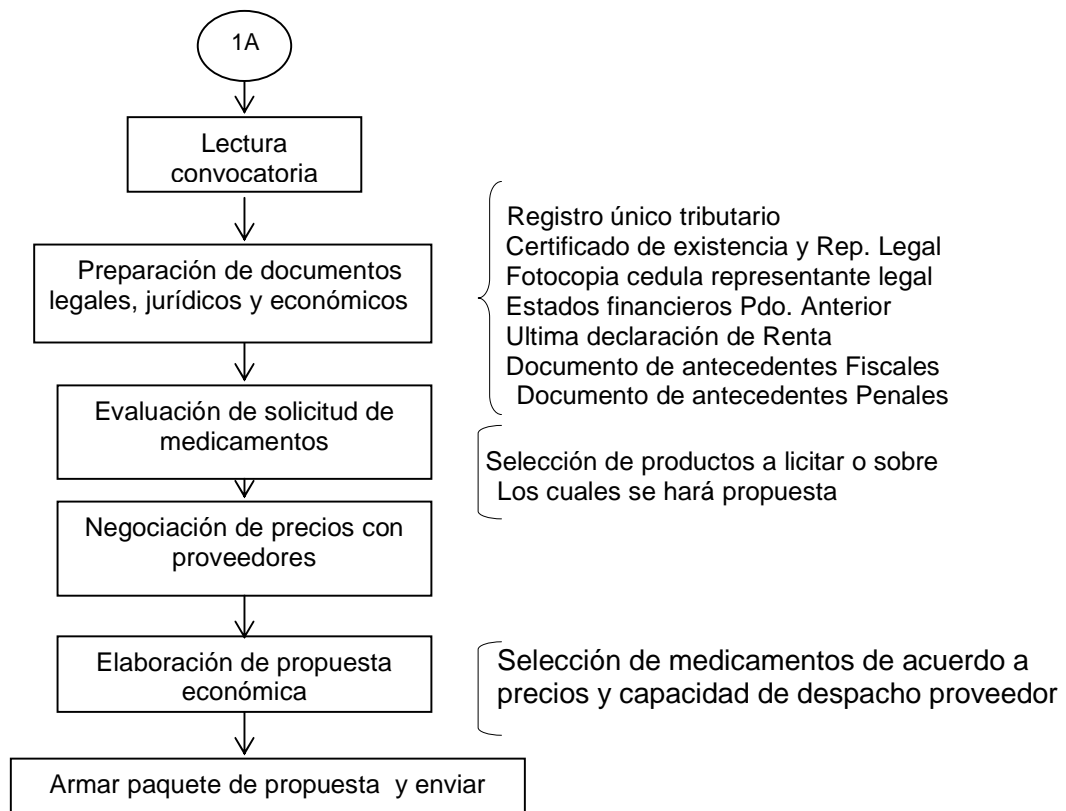 1A
Lectura
convocatoria
Preparación de documentos
legales, jurídicos y económicos
Registro único tributario
Certificado de existencia y Rep. Legal
Fotocopia cedula representante legal
Estados financieros Pdo. Anterior
Ultima declaración de Renta
Documento de antecedentes Fiscales
Documento de antecedentes Penales
Evaluación de solicitud de
medicamentos
Selección de productos a licitar o sobre
Los cuales se hará propuesta
Negociación de precios con
proveedores
Elaboración de propuesta
económica
Selección de medicamentos de acuerdo a
precios y capacidad de despacho proveedor
Armar paquete de propuesta y enviar